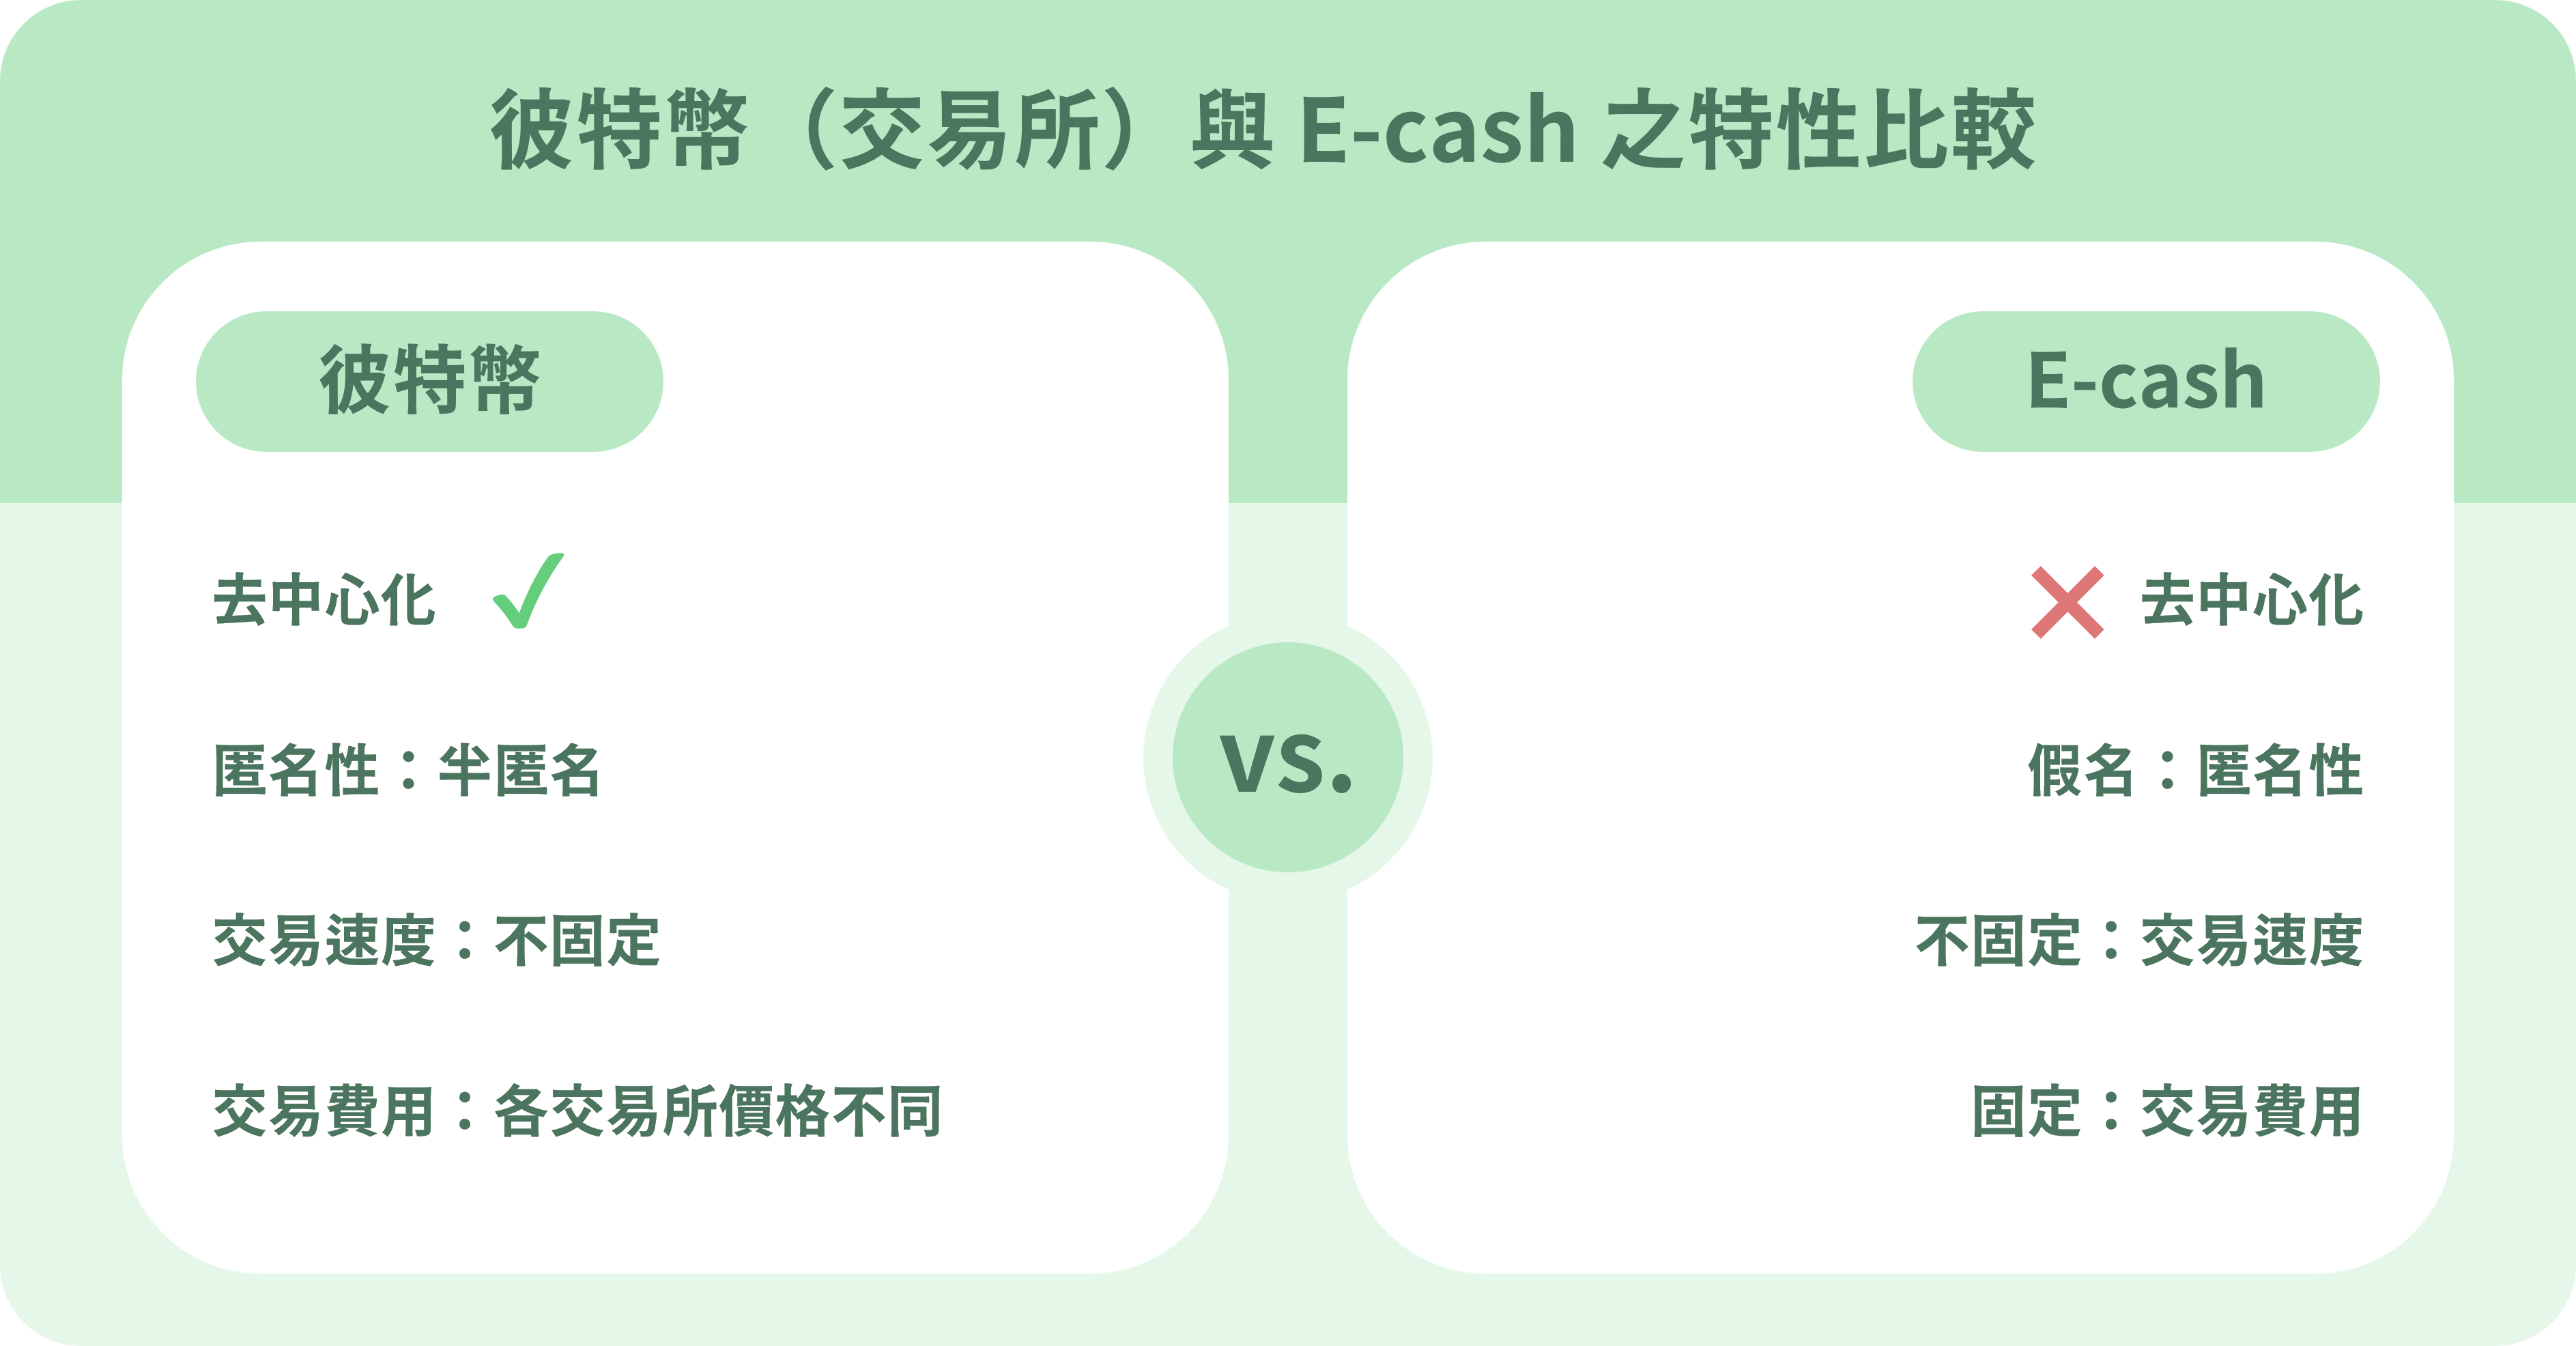 彼特幣（交易所）與 E-cash 之特性比較
彼特幣
去中心化
匿名性：半匿名
交易速度：不固定
交易費用：各交易所價格不同
vs.
E-cash
去中心化
假名：匿名性
不固定：交易速度
固定：交易費用